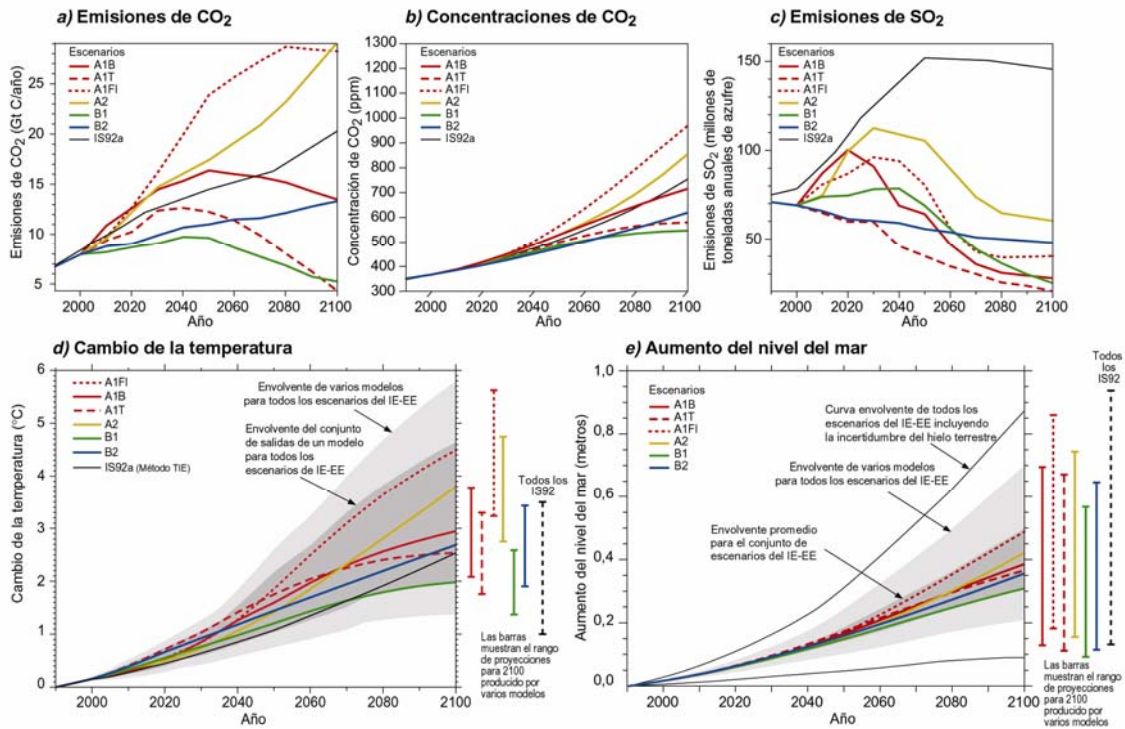 a) Emisiones de CO2
Emisiones de CO2 (Gt C/año)
25
20
15
10
5
Escenarios
A1B
A1T
A1FI
A2
B1
B2
IS92a
2000 2020 2040 2060 2080 2100
Año
b) Concentraciones de CO2
Concentración de CO2 (ppm)
1300
1200
1100
1000
900
800
700
600
500
400
300
Escenarios
A1B
A1T
A1FI
A2
B1
B2
IS92a
2000 2020 2040 2060 2080 2100
Año
c) Emisiones de SO2
Emisiones de SO2 (millones de
toneladas anuales de azufre)
150
100
50
Escenarios
A1B
A1T
A1FI
A2
B1
B2
IS92a
2000 2020 2040 2060 2080 2100
Año
d) Cambio de la temperatura
Cambio de la temperatura (°C)
6
5
4
3
2
1
0
A1FI
A1B
A1T
A2
B1
B2
IS92a (Método TIE)
Envolvente de varios modelos
para todos los escenarios del IE-EE
Envolvente del conjunto
de salidas de un modelo
para todos los
escenarios de IE-EE
2000 2020 2040 2060 2080 2100
Año
Todos los
IS92
Las barras
muestran el rango
de proyecciones
para 2100
producido por
varios modelos
e) Aumento del nivel del mar
Aumento del nivel del mar (metros)
1,0
0,8
0,6
0,4
0,2
0,0
Escenarios
A1B
A1T
A1FI
A2
B1
B2
Curva envolvente de todos los
escenarios del IE-EE incluyendo
la incertidumbre del hielo terrestre
Envolvente de varios modelos
para todos los escenarios del IE-EE
Envolvente promedio
para el conjunto de
escenarios del IE-EE
2000 2020 2040 2060 2080 2100
Año
Todos
los
IS92
Las barras
muestran el rango
de proyecciones
para 2100
producido por
varios modelos